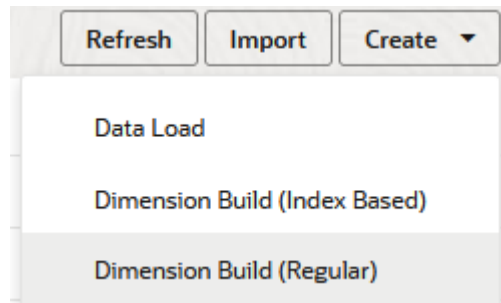 Refresh Import Create
Data Load
Dimension Build (Index Based)
Dimension Build (Regular)